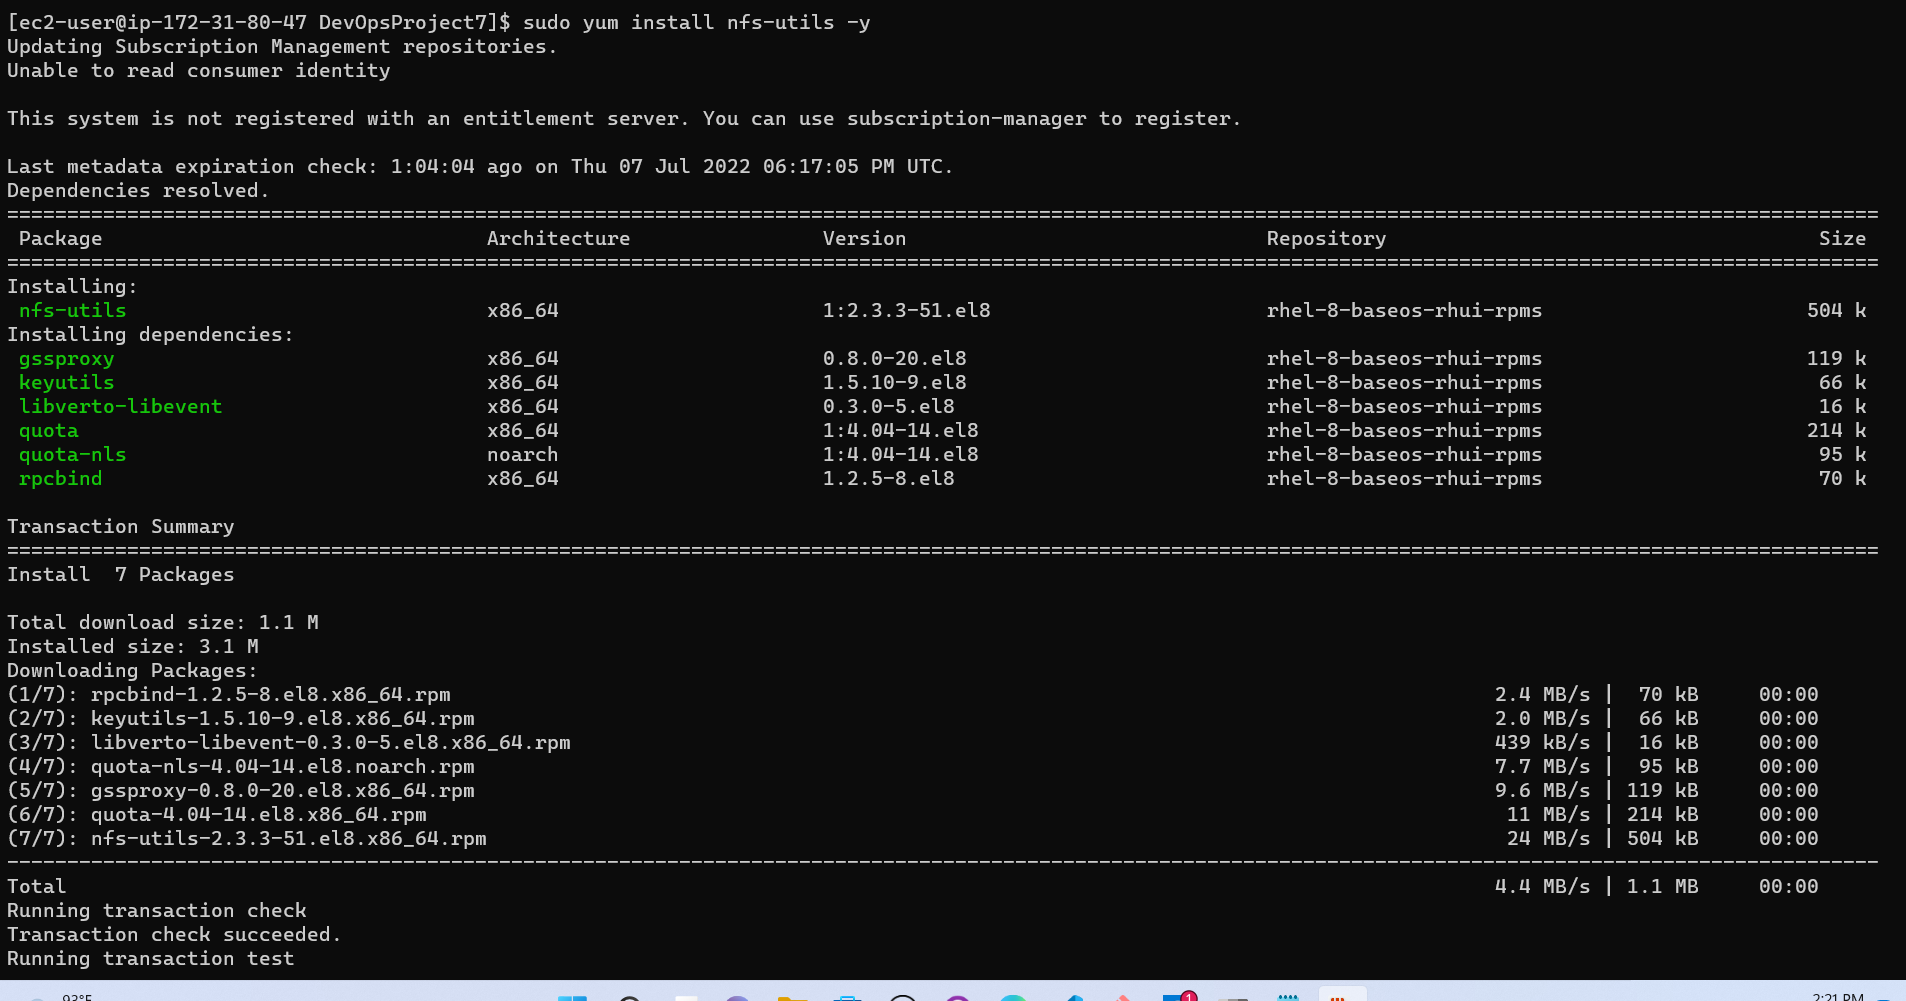 [ec2-user@ip-172-31-80-47 DevOpsProject7]$ sudo yum install nfs-utils -y
Updating Subscription Management repositories.
Unable to read consumer identity
This system is not registered with an entitlement server. You can use subscription-manager to register.
Last metadata expiration check: 1:04:04 ago on Thu 07 Jul 2022 06:17:05 PM UTC.
Dependencies resolved.
================================================================================
Package Architecture Version Repository Size
================================================================================
Installing:
nfs-utils x86_64 1:2.3.3-51.el8 rhel-8-baseos-rhui-rpms 504 k
Installing dependencies:
gssproxy x86_64 0.8.0-20.el8 rhel-8-baseos-rhui-rpms 119 k
keyutils x86_64 1.5.10-9.el8 rhel-8-baseos-rhui-rpms 66 k
libverto-libevent x86_64 0.3.0-5.el8 rhel-8-baseos-rhui-rpms 16 k
quota x86_64 1:4.04-14.el8 rhel-8-baseos-rhui-rpms 214 k
quota-nls noarch 1:4.04-14.el8 rhel-8-baseos-rhui-rpms 95 k
rpcbind x86_64 1.2.5-8.el8 rhel-8-baseos-rhui-rpms 70 k
Transaction Summary
================================================================================
Install 7 Packages
Total download size: 1.1 M
Installed size: 3.1 M
Downloading Packages:
(1/7): rpcbind-1.2.5-8.el8.x86_64.rpm 2.4 MB/s | 70 kB 00:00
(2/7): keyutils-1.5.10-9.el8.x86_64.rpm 2.0 MB/s | 66 kB 00:00
(3/7): libverto-libevent-0.3.0-5.el8.x86_64.rpm 439 kB/s | 16 kB 00:00
(4/7): quota-nls-4.04-14.el8.noarch.rpm 7.7 MB/s | 95 kB 00:00
(5/7): gssproxy-0.8.0-20.el8.x86_64.rpm 9.6 MB/s | 119 kB 00:00
(6/7): quota-4.04-14.el8.x86_64.rpm 11 MB/s | 214 kB 00:00
(7/7): nfs-utils-2.3.3-51.el8.x86_64.rpm 24 MB/s | 504 kB 00:00
--------------------------------------------------------------------------------
Total 4.4 MB/s | 1.1 MB 00:00
Running transaction check
Transaction check succeeded.
Running transaction test
93°F 1 2:21 PM